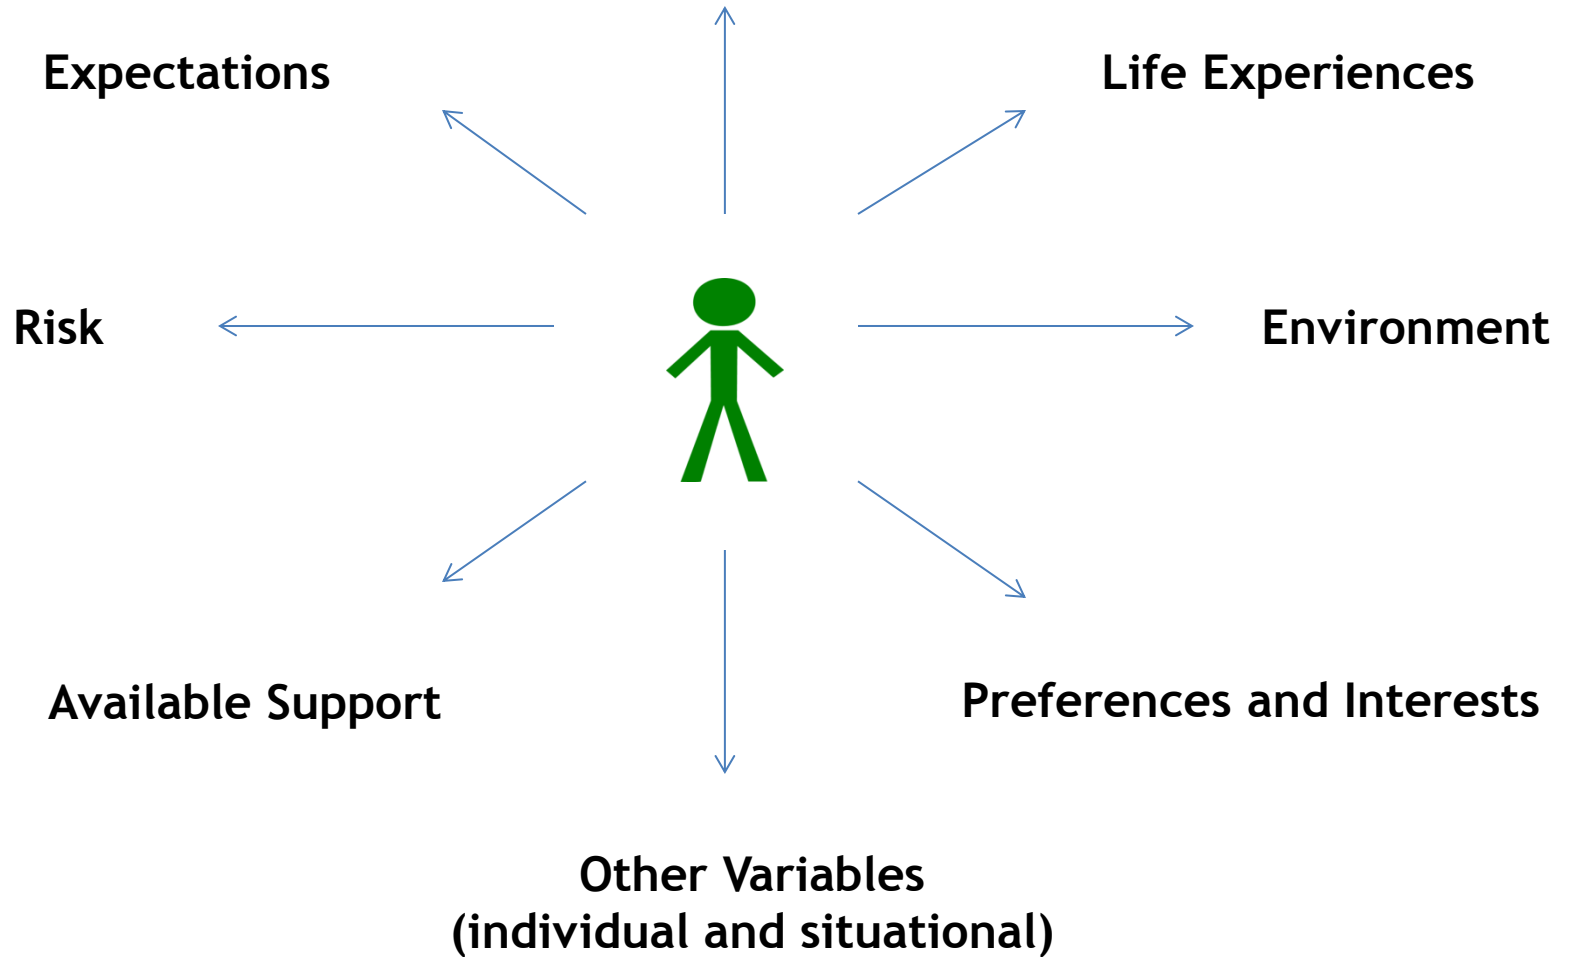 Expectations
Life Experiences
Risk
Environment
Available Support
Preferences and Interests
Other Variables
(individual and situational)